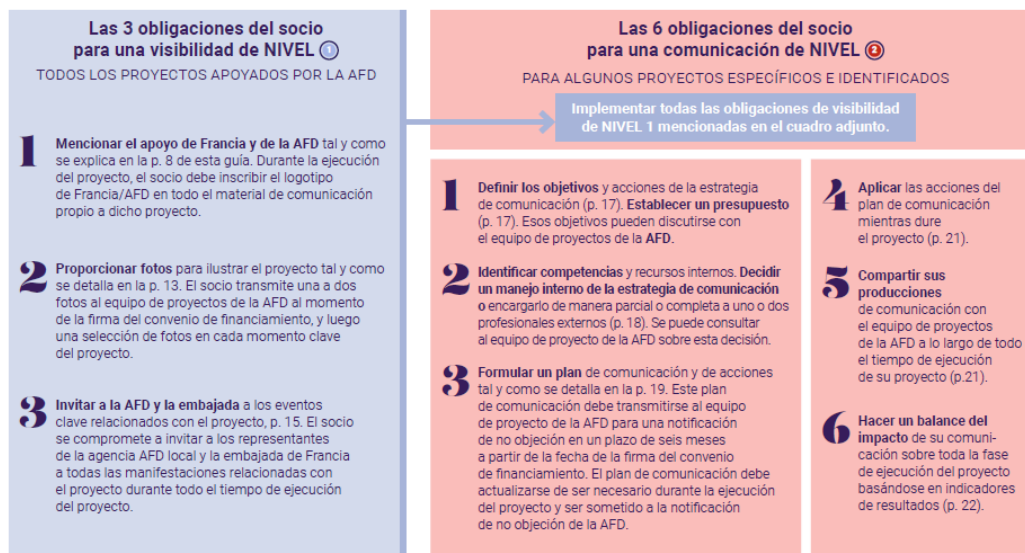 Las 3 obligaciones del socio
para una visibilidad de NIVEL 1
TODOS LOS PROYECTOS APOYADOS POR LA AFD
1
Mencionar el apoyo de Francia y de la AFD tal y como
se explica en la p. 8 de esta guía. Durante la ejecución
del proyecto, el socio debe inscribir el logotipo
de Francia/AFD en todo el material de comunicación
propio a dicho proyecto.
2
Proporcionar fotos para ilustrar el proyecto tal y como
se detalla en la p. 13. El socio transmite una a dos
fotos al equipo de proyectos de la AFD al momento
de la firma del convenio de financiamiento, y luego
una selección de fotos en cada momento clave
del proyecto.
3
Invitar a la AFD y la embajada a los eventos
clave relacionados con el proyecto, p. 15. El socio
se compromete a invitar a los representantes
de la agencia AFD local y la embajada de Francia
a todas las manifestaciones relacionadas con
el proyecto durante todo el tiempo de ejecución
del proyecto.
Las 6 obligaciones del socio
para una comunicación de NIVEL 2
PARA ALGUNOS PROYECTOS ESPECÍFICOS E IDENTIFICADOS
Implementar todas las obligaciones de visibilidad
de NIVEL 1 mencionadas en el cuadro adjunto.
1
Definir los objetivos y acciones de la estrategia
de comunicación (p. 17). Establecer un presupuesto
(p. 17). Esos objetivos pueden discutirse con
el equipo de proyectos de la AFD.
2
Identificar competencias y recursos internos. Decidir
un manejo interno de la estrategia de comunicación
o encargarlo de manera parcial o completa a uno o dos
profesionales externos (p. 18). Se puede consultar
al equipo de proyecto de la AFD sobre esta decisión.
3
Formular un plan de comunicación y de acciones
tal y como se detalla en la p. 19. Este plan
de comunicación debe transmitirse al equipo
de proyecto de la AFD para una notificación
de no objeción en un plazo de seis meses
a partir de la fecha de la firma del convenio
de financiamiento. El plan de comunicación debe
actualizarse de ser necesario durante la ejecución
del proyecto y ser sometido a la notificación
de no objeción de la AFD.
4
Aplicar las acciones del
plan de comunicación
mientras dure
el proyecto (p. 21).
5
Compartir sus
producciones
de comunicación con
el equipo de proyectos
de la AFD a lo largo de todo
el tiempo de ejecución
de su proyecto (p.21).
6
Hacer un balance del
impacto de su comuni-
cación sobre toda la fase
de ejecución del proyecto
basándose en indicadores
de resultados (p. 22).